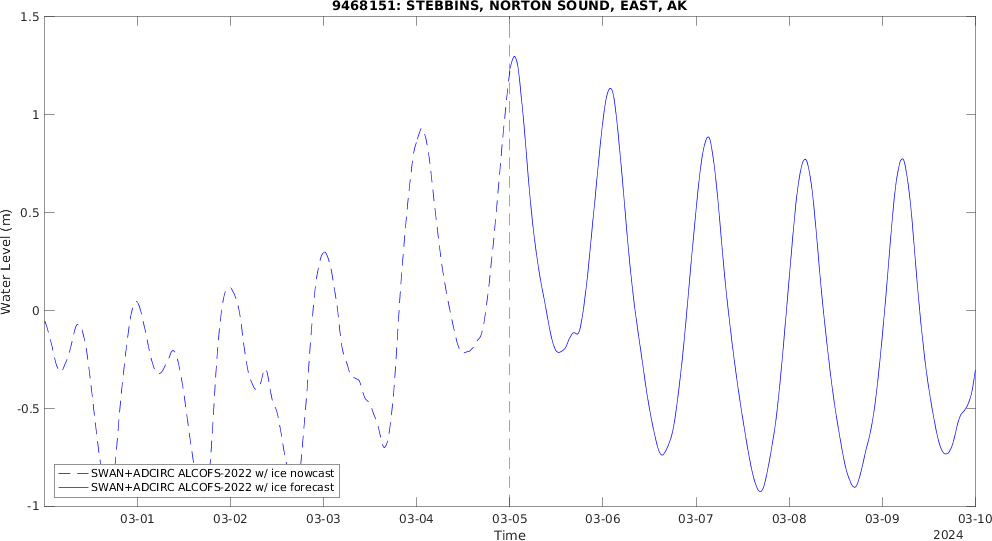 9468151: STEBBINS, NORTON SOUND, EAST, AK
1.5
1
0.5
0
-0.5
-1
Water Level (m)
SWAN+ADCIRC ALCOFS-2022 w/ ice nowcast
SWAN+ADCIRC ALCOFS-2022 w/ ice forecast
03-01 03-02 03-03 03-04 03-05 03-06 03-07 03-08 03-09 03-10
Time
2024